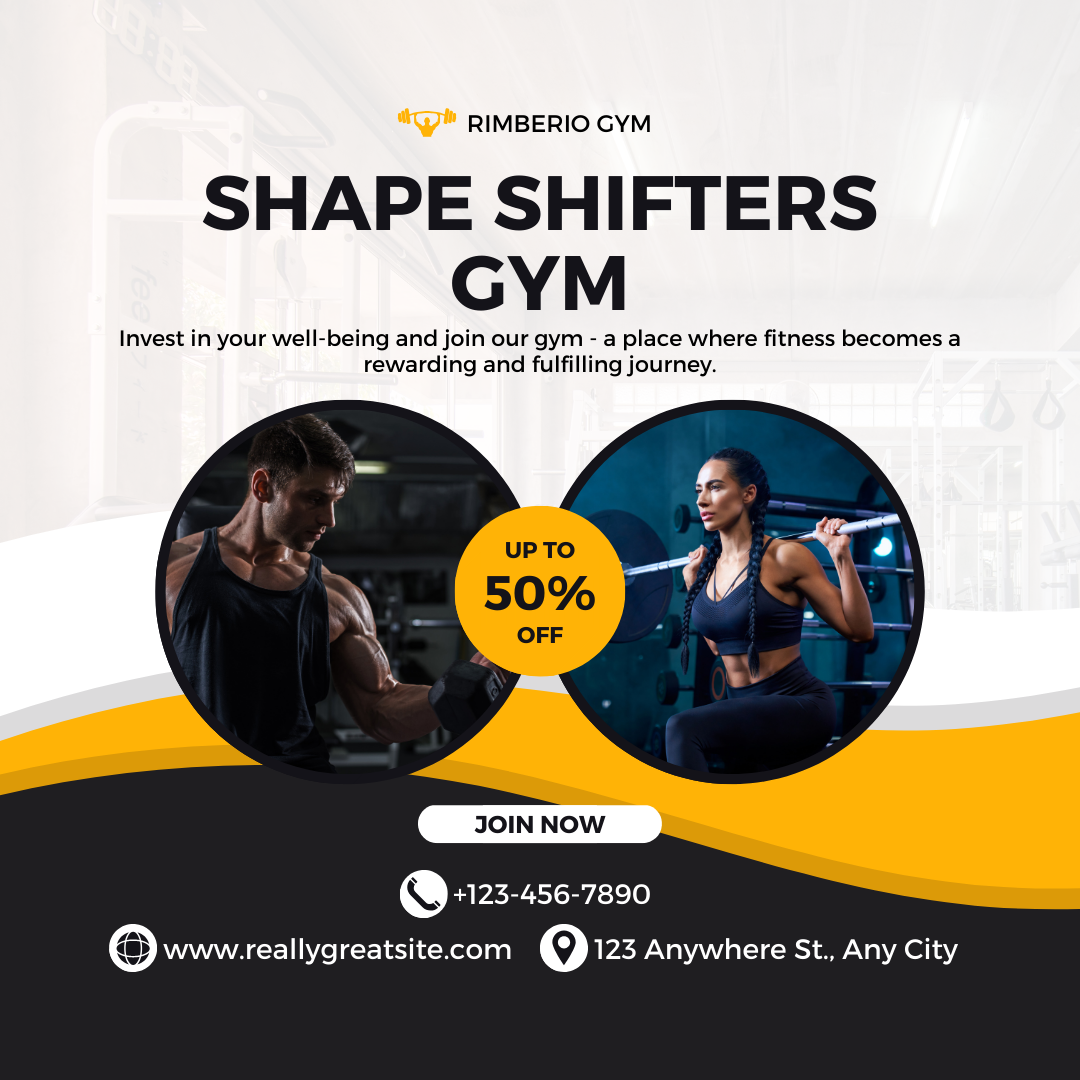 RIMBERIO GYM
SHAPE SHIFTERS
GYM
Invest in your well-being and join our gym - a place where fitness becomes a
rewarding and fulfilling journey.
UP TO
50%
OFF
JOIN NOW
+123-456-7890
www.reallygreatsite.com
123 Anywhere St., Any City